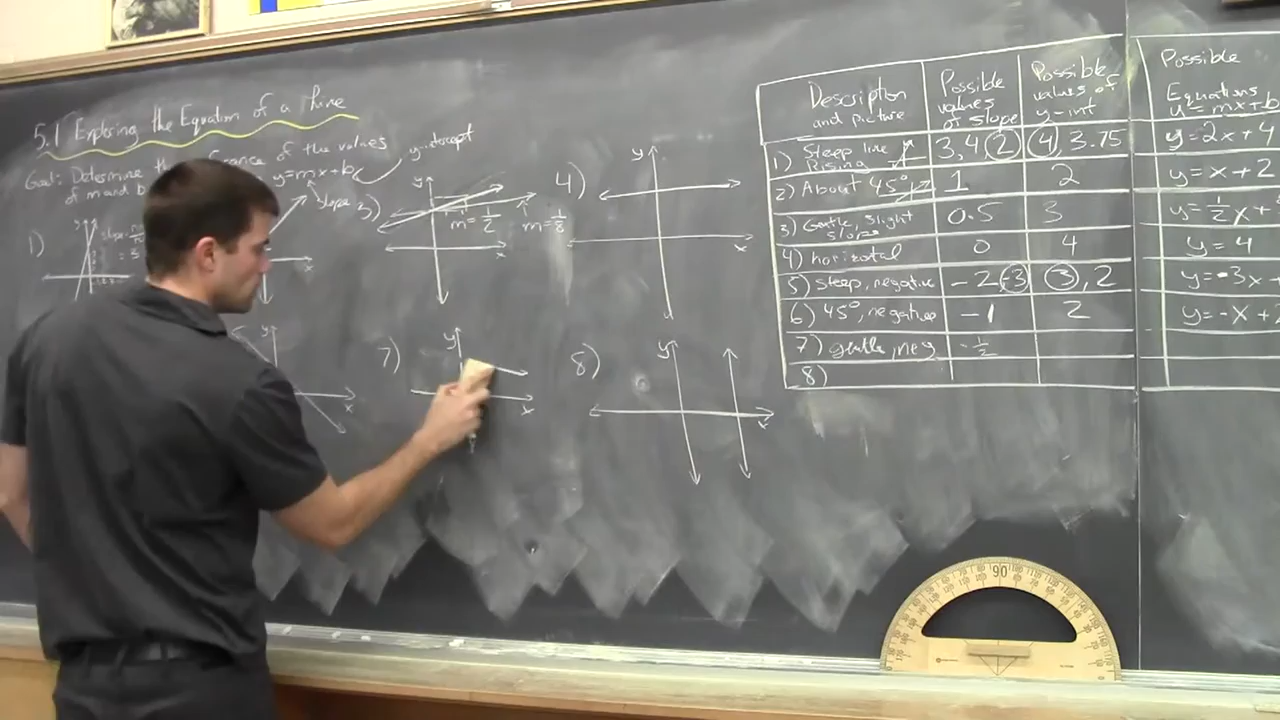 5.1 Exploring the Equation of a Line
Goal: Determine the of the values
of m and b y=mx+b
y-intercept
slope
1)
y
slope
3)
y
m=1/2
m=1/8
x
4)
y
x
x
y
x
7)
y
x
8)
y
x
Description and picture | Possible values of slope | Possible values of y-int | Possible Equations y=mx+b
1) Steep line Rising | 3, 4, 2 | 4, 3.75 | y=2x+4
2) About 45° | 1 | 2 | y=x+2
3) Gentle, slight slope | 0.5 | 3 | y=1/2x+
4) horizotal | 0 | 4 | y=4
5) Steep, negative | -2, -3 | 3, 2 | y=-3x
6) 45°, negative | -1 | 2 | y=-x+
7) gentle, neg | -1/2
8)
90